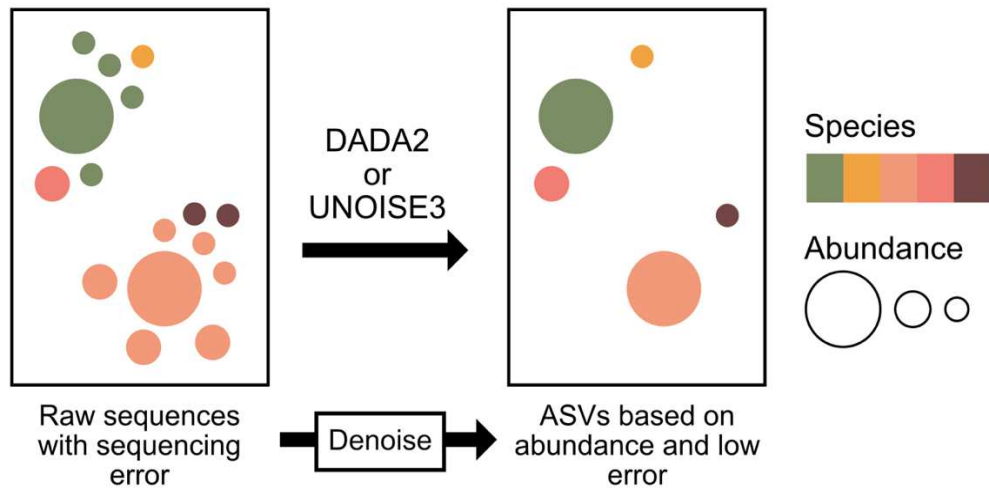 DADA2
or
UNOISE3
Species
Abundance
Raw sequences
with sequencing
error
Denoise
ASVs based on
abundance and low
error